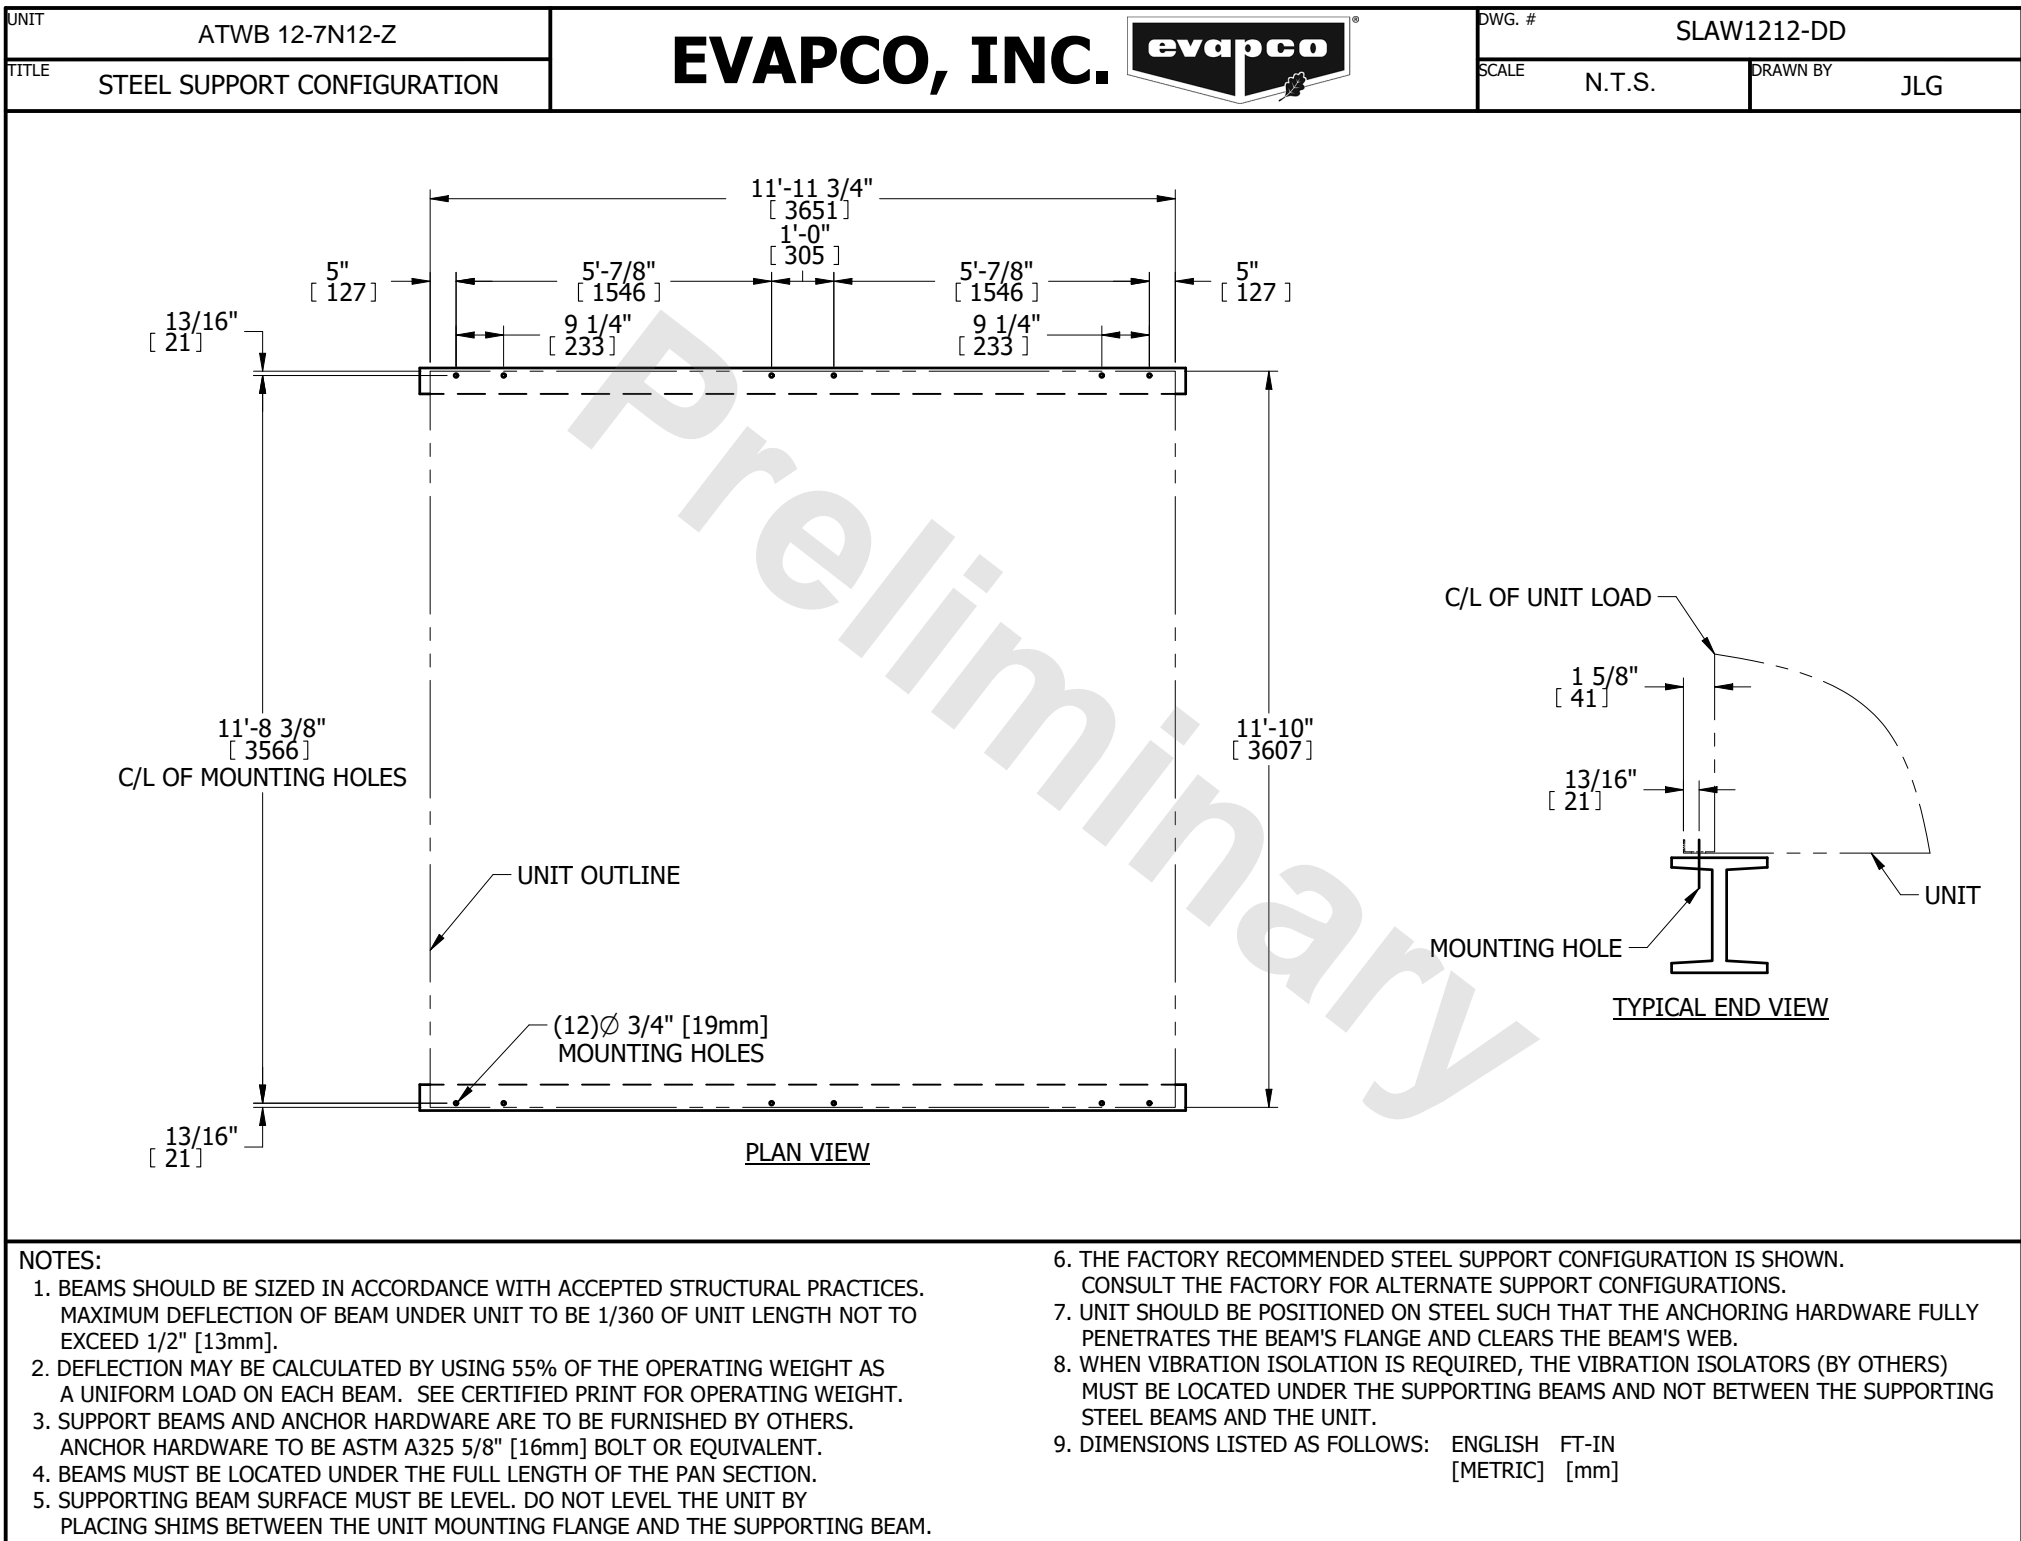 UNIT
ATWB 12-7N12-Z
TITLE
STEEL SUPPORT CONFIGURATION
EVAPCO, INC.
evapco
®
DWG. #
SLAW1212-DD
SCALE
N.T.S.
DRAWN BY
JLG
11'-11 3/4"
[ 3651]
1'-0"
[ 305 ]
5"
[ 127]
5'-7/8"
[ 1546 ]
5'-7/8"
[ 1546 ]
5"
[ 127 ]
13/16"
[ 21]
9 1/4"
[ 233]
9 1/4"
[ 233 ]
11'-8 3/8"
[ 3566]
C/L OF MOUNTING HOLES
11'-10"
[ 3607]
UNIT OUTLINE
(12)∅ 3/4" [19mm]
MOUNTING HOLES
13/16"
[ 21]
PLAN VIEW
C/L OF UNIT LOAD
1 5/8"
[ 41]
13/16"
[ 21]
UNIT
MOUNTING HOLE
TYPICAL END VIEW
Preliminary
NOTES:
1. BEAMS SHOULD BE SIZED IN ACCORDANCE WITH ACCEPTED STRUCTURAL PRACTICES.
MAXIMUM DEFLECTION OF BEAM UNDER UNIT TO BE 1/360 OF UNIT LENGTH NOT TO
EXCEED 1/2" [13mm].
2. DEFLECTION MAY BE CALCULATED BY USING 55% OF THE OPERATING WEIGHT AS
A UNIFORM LOAD ON EACH BEAM. SEE CERTIFIED PRINT FOR OPERATING WEIGHT.
3. SUPPORT BEAMS AND ANCHOR HARDWARE ARE TO BE FURNISHED BY OTHERS.
ANCHOR HARDWARE TO BE ASTM A325 5/8" [16mm] BOLT OR EQUIVALENT.
4. BEAMS MUST BE LOCATED UNDER THE FULL LENGTH OF THE PAN SECTION.
5. SUPPORTING BEAM SURFACE MUST BE LEVEL. DO NOT LEVEL THE UNIT BY
PLACING SHIMS BETWEEN THE UNIT MOUNTING FLANGE AND THE SUPPORTING BEAM.
6. THE FACTORY RECOMMENDED STEEL SUPPORT CONFIGURATION IS SHOWN.
CONSULT THE FACTORY FOR ALTERNATE SUPPORT CONFIGURATIONS.
7. UNIT SHOULD BE POSITIONED ON STEEL SUCH THAT THE ANCHORING HARDWARE FULLY
PENETRATES THE BEAM'S FLANGE AND CLEARS THE BEAM'S WEB.
8. WHEN VIBRATION ISOLATION IS REQUIRED, THE VIBRATION ISOLATORS (BY OTHERS)
MUST BE LOCATED UNDER THE SUPPORTING BEAMS AND NOT BETWEEN THE SUPPORTING
STEEL BEAMS AND THE UNIT.
9. DIMENSIONS LISTED AS FOLLOWS: ENGLISH FT-IN
[METRIC] [mm]